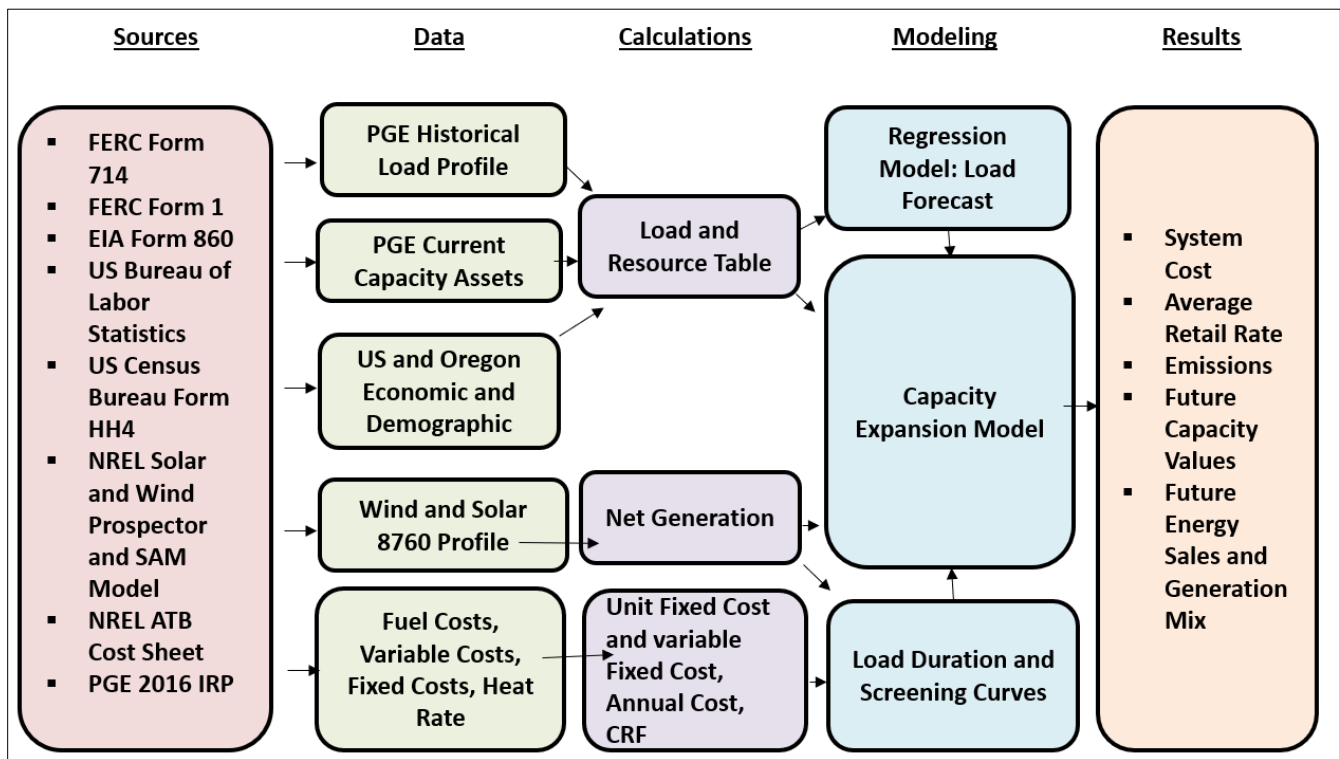 Sources
Data
Calculations
Modeling
Results
▪ FERC Form
714
▪ FERC Form 1
▪ EIA Form 860
▪ US Bureau of
Labor
Statistics
▪ US Census
Bureau Form
HH4
▪ NREL Solar
and Wind
Prospector
and SAM
Model
▪ NREL ATB
Cost Sheet
▪ PGE 2016 IRP
PGE Historical
Load Profile
PGE Current
Capacity Assets
US and Oregon
Economic and
Demographic
Wind and Solar
8760 Profile
Fuel Costs,
Variable Costs,
Fixed Costs, Heat
Rate
Load and
Resource Table
Net Generation
Unit Fixed Cost
and variable
Fixed Cost,
Annual Cost,
CRF
Regression
Model: Load
Forecast
Capacity
Expansion Model
Load Duration and
Screening Curves
▪ System
Cost
▪ Average
Retail Rate
▪ Emissions
▪ Future
Capacity
Values
▪ Future
Energy
Sales and
Generation
Mix